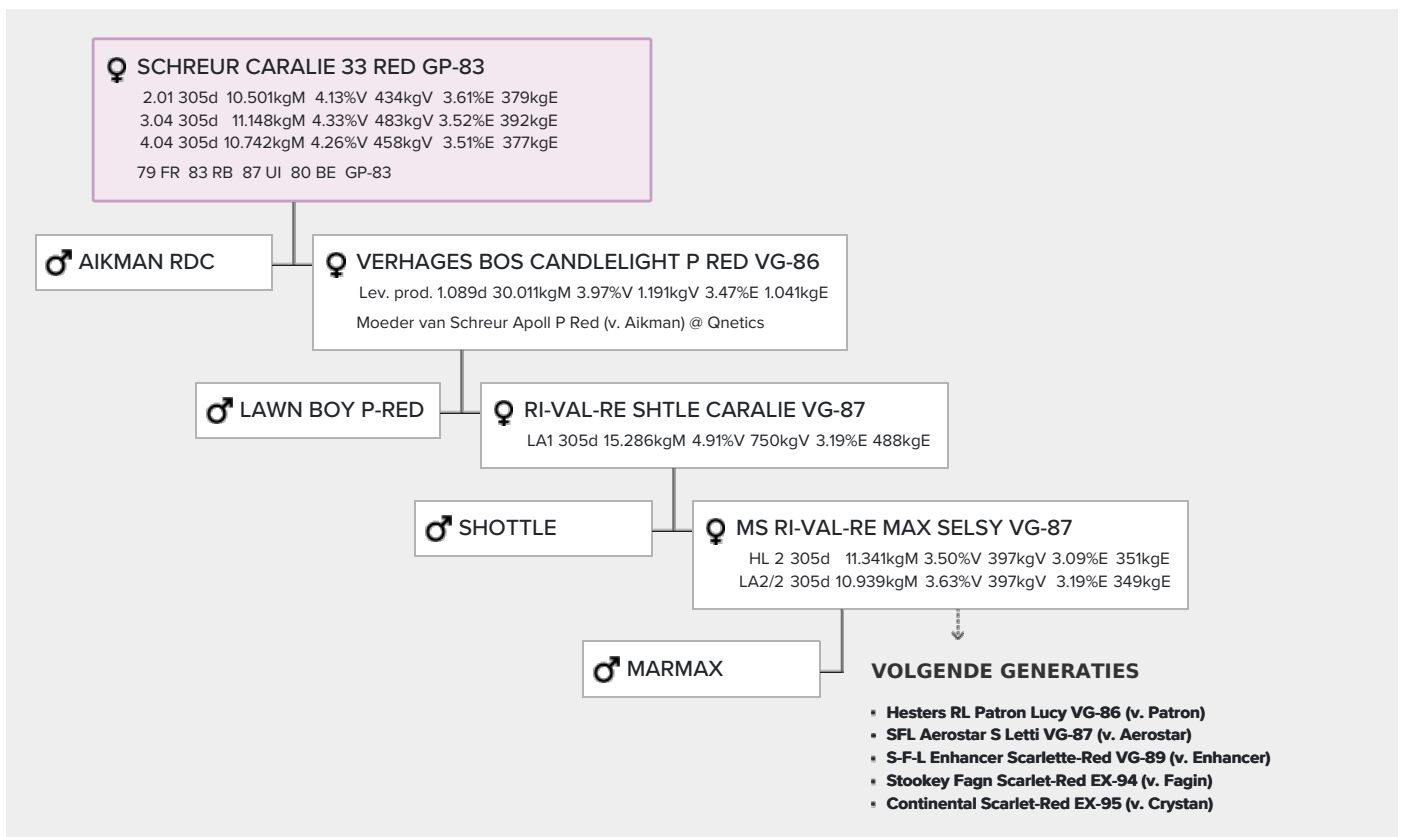 SCHREUR CARALIE 33 RED GP-83
2.01 305d 10.501kgM 4.13%V 434kgV 3.61%E 379kgE
3.04 305d 11.148kgM 4.33%V 483kgV 3.52%E 392kgE
4.04 305d 10.742kgM 4.26%V 458kgV 3.51%E 377kgE
79 FR 83 RB 87 UI 80 BE GP-83
AIKMAN RDC
VERHAGES BOS CANDLELIGHT P RED VG-86
Lev. prod. 1.089d 30.011kgM 3.97%V 1.191kgV 3.47%E 1.041kgE
Moeder van Schreur Apoll P Red (v. Aikman) @ Qnetics
LAWN BOY P-RED
RI-VAL-RE SHTLE CARALIE VG-87
LA1 305d 15.286kgM 4.91%V 750kgV 3.19%E 488kgE
SHOTTLE
MS RI-VAL-RE MAX SELSY VG-87
HL 2 305d 11.341kgM 3.50%V 397kgV 3.09%E 351kgE
LA2/2 305d 10.939kgM 3.63%V 397kgV 3.19%E 349kgE
MARMAX
VOLGENDE GENERATIES
Hesters RL Patron Lucy VG-86 (v. Patron)
SFL Aerostar S Letti VG-87 (v. Aerostar)
S-F-L Enhancer Scarlette-Red VG-89 (v. Enhancer)
Stookey Fagn Scarlet-Red EX-94 (v. Fagin)
Continental Scarlet-Red EX-95 (v. Crystan)